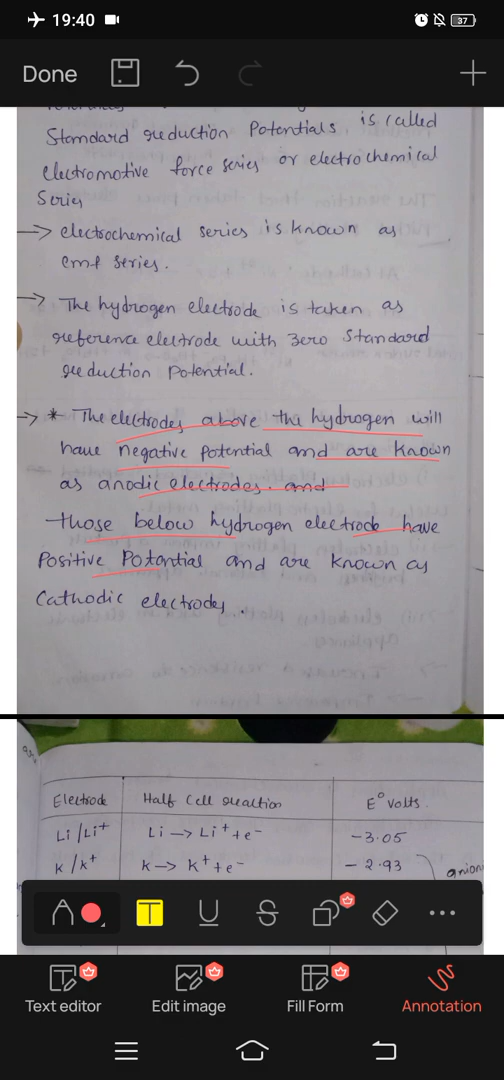 19:40
37
Done
Standard reduction Potentials, is called
electromotive force series or electrochemical
Series
→ electrochemical series is known as
emf series.
→ The hydrogen electrode is taken as
reference electrode with zero Standard
reduction Potential.
→ * The electrodes above the hydrogen will
have negative potential and are known
as anodic electrodes. and
those below hydrogen electrode have
Positive Potential and are known as
Cathodic electrodes.
Electrode Half Cell reaction E° Volts.
Li/Li+ Li → Li+ + e- -3.05
K/K+ K → K+ + e- -2.93
anion
T U S
Text editor Edit image Fill Form Annotation